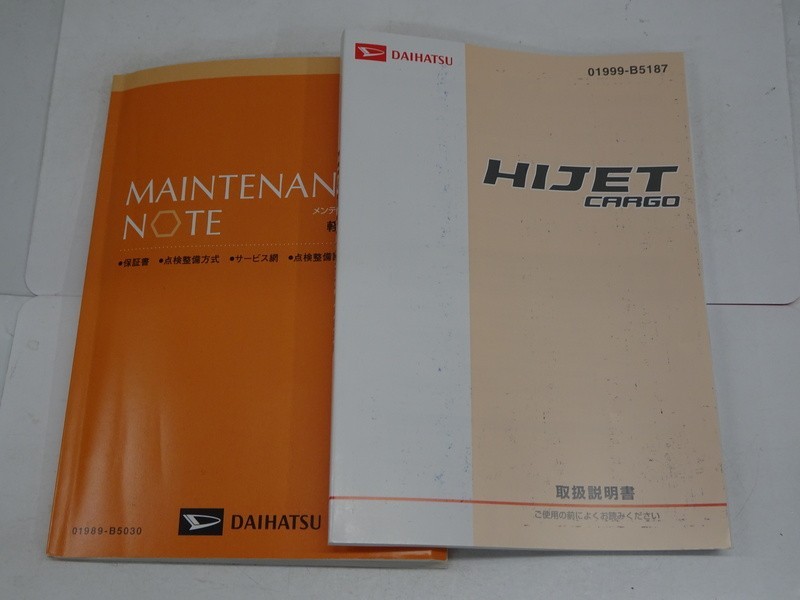 MAINTENAN
NOTE
メンテ
軽
●保証書 ●点検整備方式 ●サービス網 ●点検整備
01989-B5030
DAIHATSU
DAIHATSU
01999-B5187
HIJET
CARGO
取扱説明書
ご使用の前によくお読みください